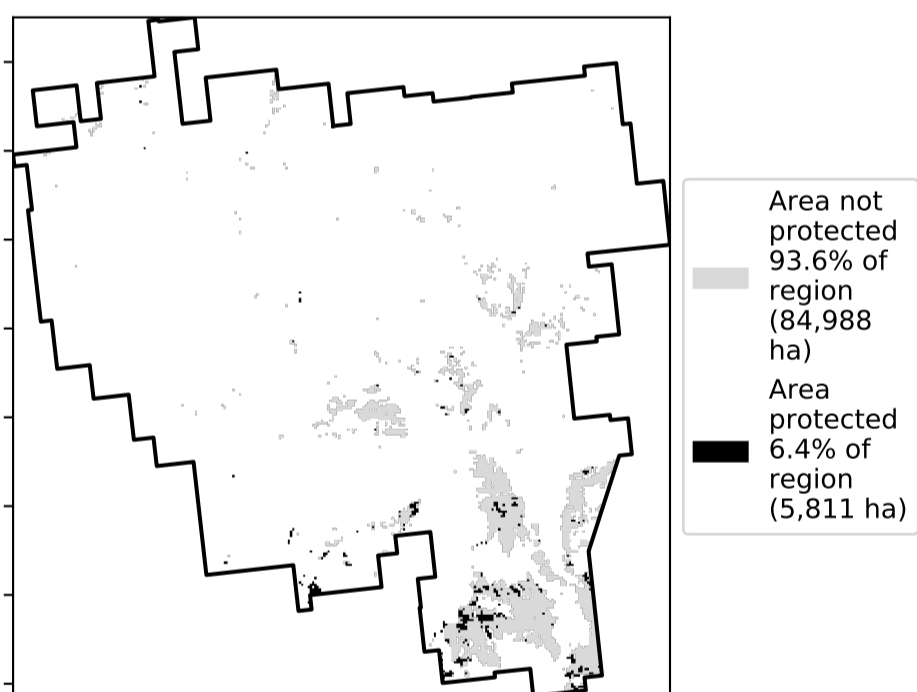 Area not
protected
93.6% of
region
(84,988
ha)
Area
protected
6.4% of
region
(5,811 ha)